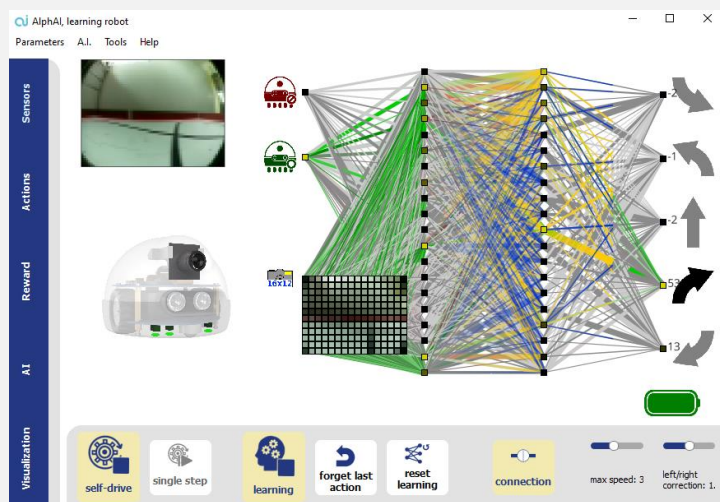 AlphAI, learning robot
Parameters A.I. Tools Help
Sensors
Actions
Reward
AI
Visualization
16x12
-2
-1
-2
53
13
self-drive
single step
learning
forget last
action
reset
learning
connection
max speed: 3
left/right
correction: 1.